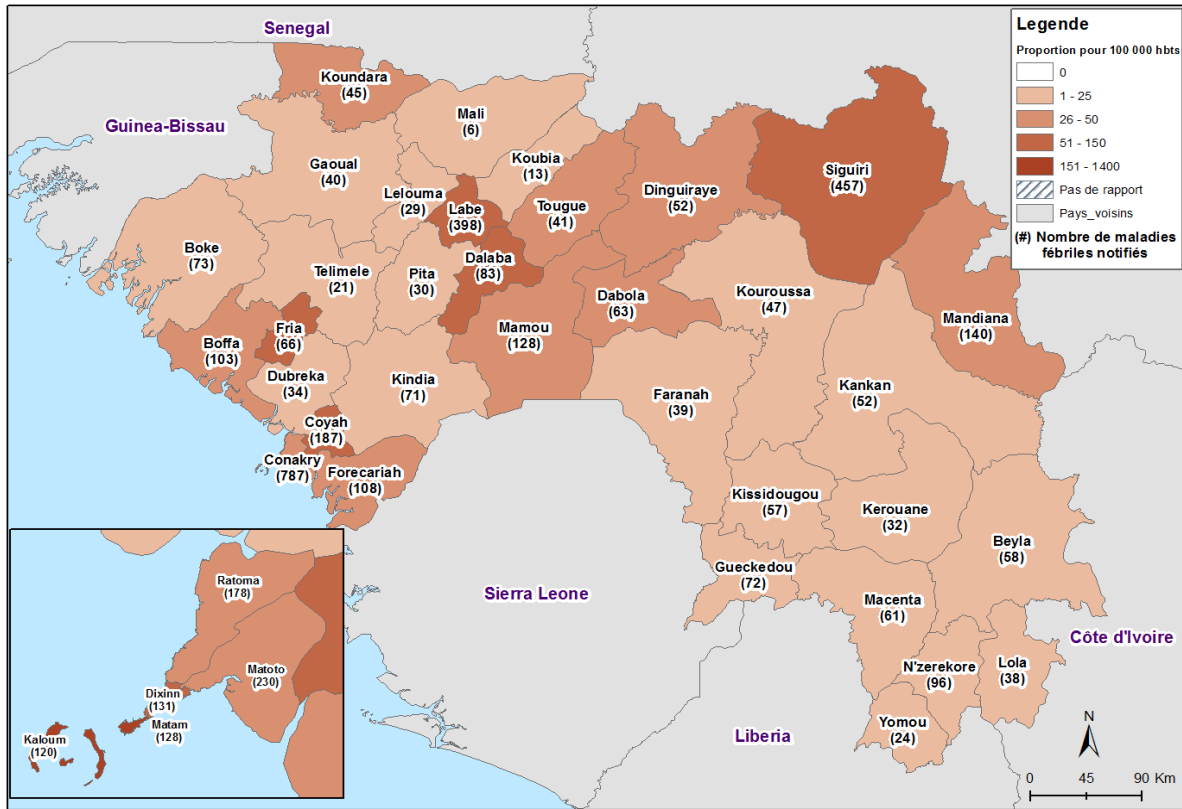 Senegal
Legende
Proportion pour 100 000 hbts
0
1 - 25
26 - 50
51 - 150
151 - 1400
Pas de rapport
Pays_voisins
(#) Nombre de maladies
fébriles notifiés
Koundara
(45)
Guinea-Bissau
Mali
(6)
Koubia
(13)
Gaoual
(40)
Lelouma
(29)
Labe
(398)
Tougue
(41)
Dinguiraye
(52)
Siguiri
(457)
Boke
(73)
Telimele
(21)
Pita
(30)
Dalaba
(83)
Dabola
(63)
Kouroussa
(47)
Mandiana
(140)
Boffa
(103)
Fria
(66)
Mamou
(128)
Dubreka
(34)
Kindia
(71)
Faranah
(39)
Kankan
(52)
Coyah
(187)
Conakry
(787)
Forecariah
(108)
Kissidougou
(57)
Kerouane
(32)
Beyla
(58)
Gueckedou
(72)
Macenta
(61)
Sierra Leone
Côte d'Ivoire
N'zerekore
(96)
Lola
(38)
Yomou
(24)
Liberia
Ratoma
(178)
Matoto
(230)
Dixinn
(131)
Matam
(128)
Kaloum
(120)
N
0 45 90 Km